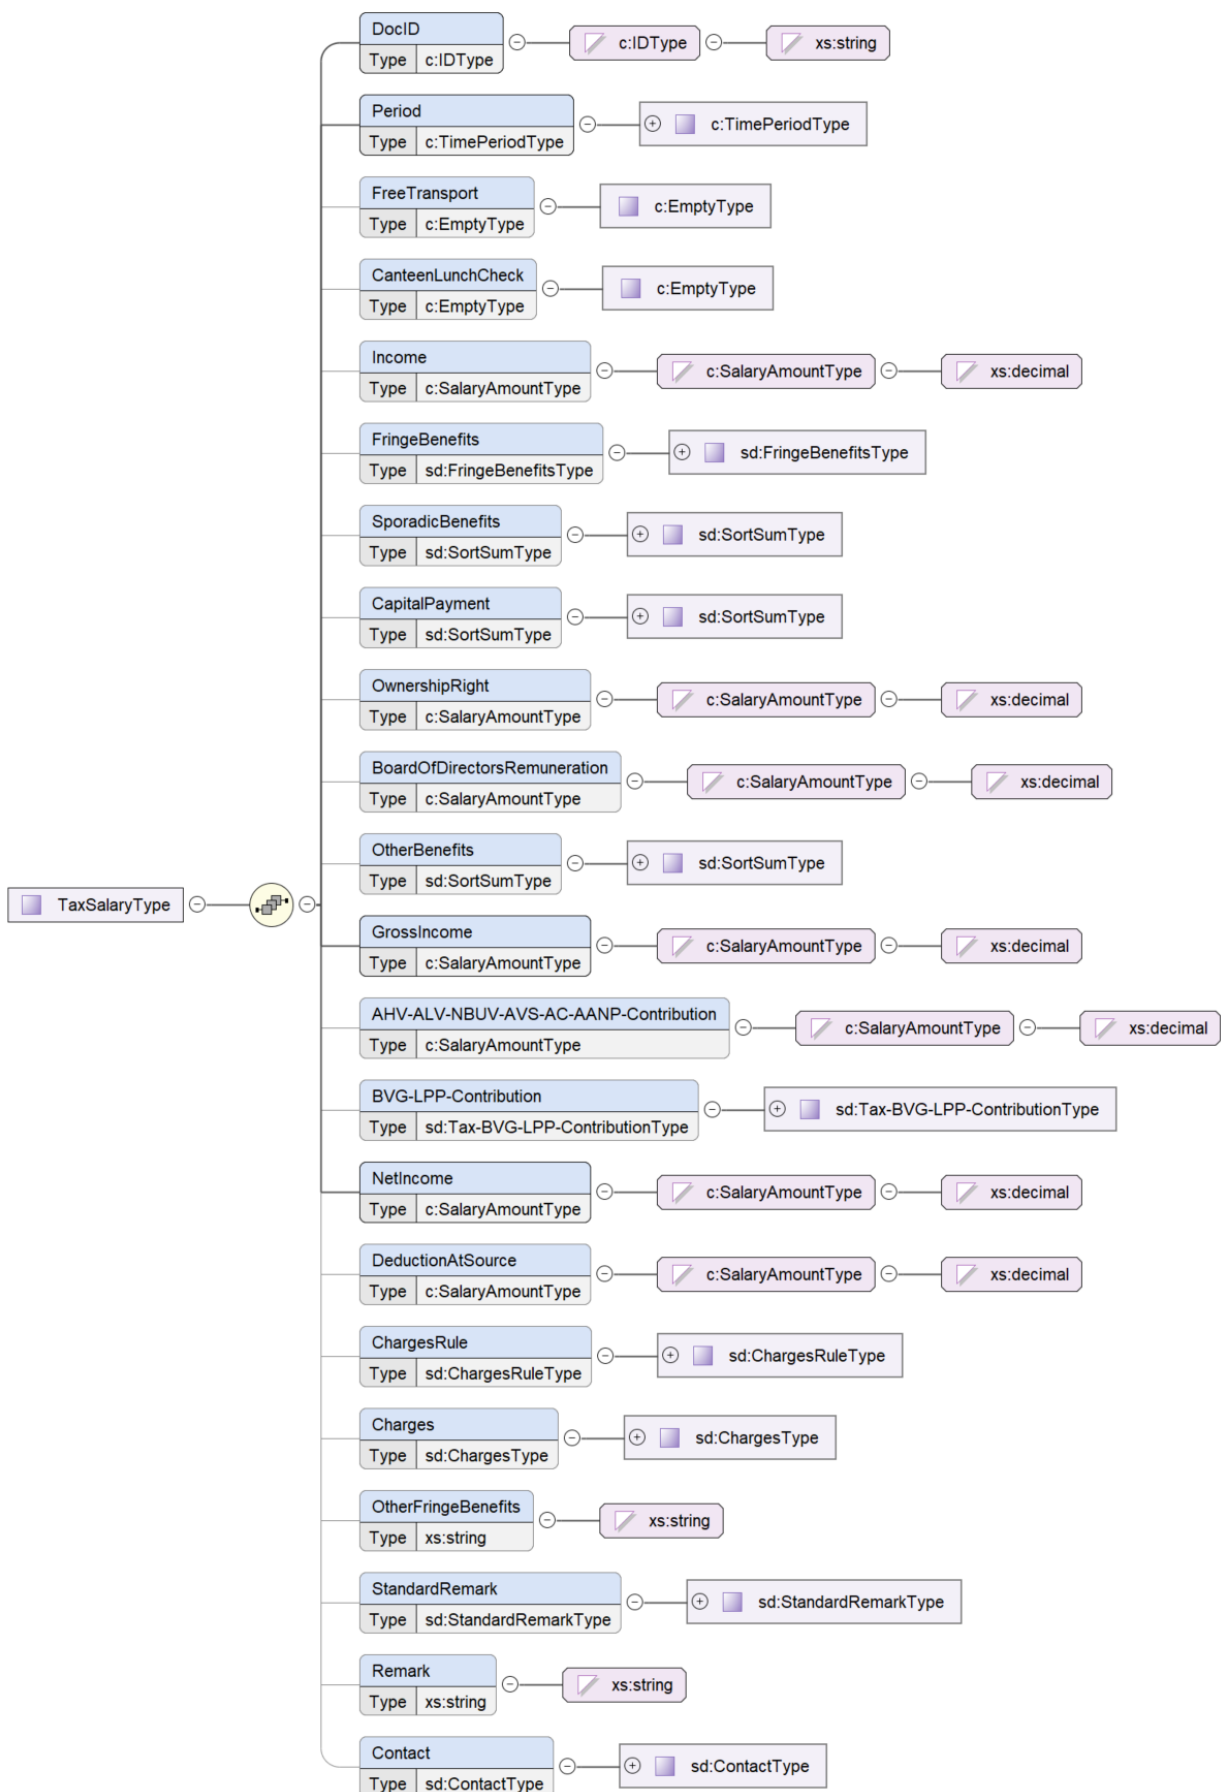 DocID
Type c:IDType
c:IDType
xs:string
Period
Type c:TimePeriodType
c:TimePeriodType
FreeTransport
Type c:EmptyType
c:EmptyType
CanteenLunchCheck
Type c:EmptyType
c:EmptyType
Income
Type c:SalaryAmountType
c:SalaryAmountType
xs:decimal
FringeBenefits
Type sd:FringeBenefitsType
sd:FringeBenefitsType
SporadicBenefits
Type sd:SortSumType
sd:SortSumType
CapitalPayment
Type sd:SortSumType
sd:SortSumType
OwnershipRight
Type c:SalaryAmountType
c:SalaryAmountType
xs:decimal
BoardOfDirectorsRemuneration
Type c:SalaryAmountType
c:SalaryAmountType
xs:decimal
OtherBenefits
Type sd:SortSumType
sd:SortSumType
TaxSalaryType
GrossIncome
Type c:SalaryAmountType
c:SalaryAmountType
xs:decimal
AHV-ALV-NBUV-AVS-AC-AANP-Contribution
Type c:SalaryAmountType
c:SalaryAmountType
xs:decimal
BVG-LPP-Contribution
Type sd:Tax-BVG-LPP-ContributionType
sd:Tax-BVG-LPP-ContributionType
NetIncome
Type c:SalaryAmountType
c:SalaryAmountType
xs:decimal
DeductionAtSource
Type c:SalaryAmountType
c:SalaryAmountType
xs:decimal
ChargesRule
Type sd:ChargesRuleType
sd:ChargesRuleType
Charges
Type sd:ChargesType
sd:ChargesType
OtherFringeBenefits
Type xs:string
xs:string
StandardRemark
Type sd:StandardRemarkType
sd:StandardRemarkType
Remark
Type xs:string
xs:string
Contact
Type sd:ContactType
sd:ContactType